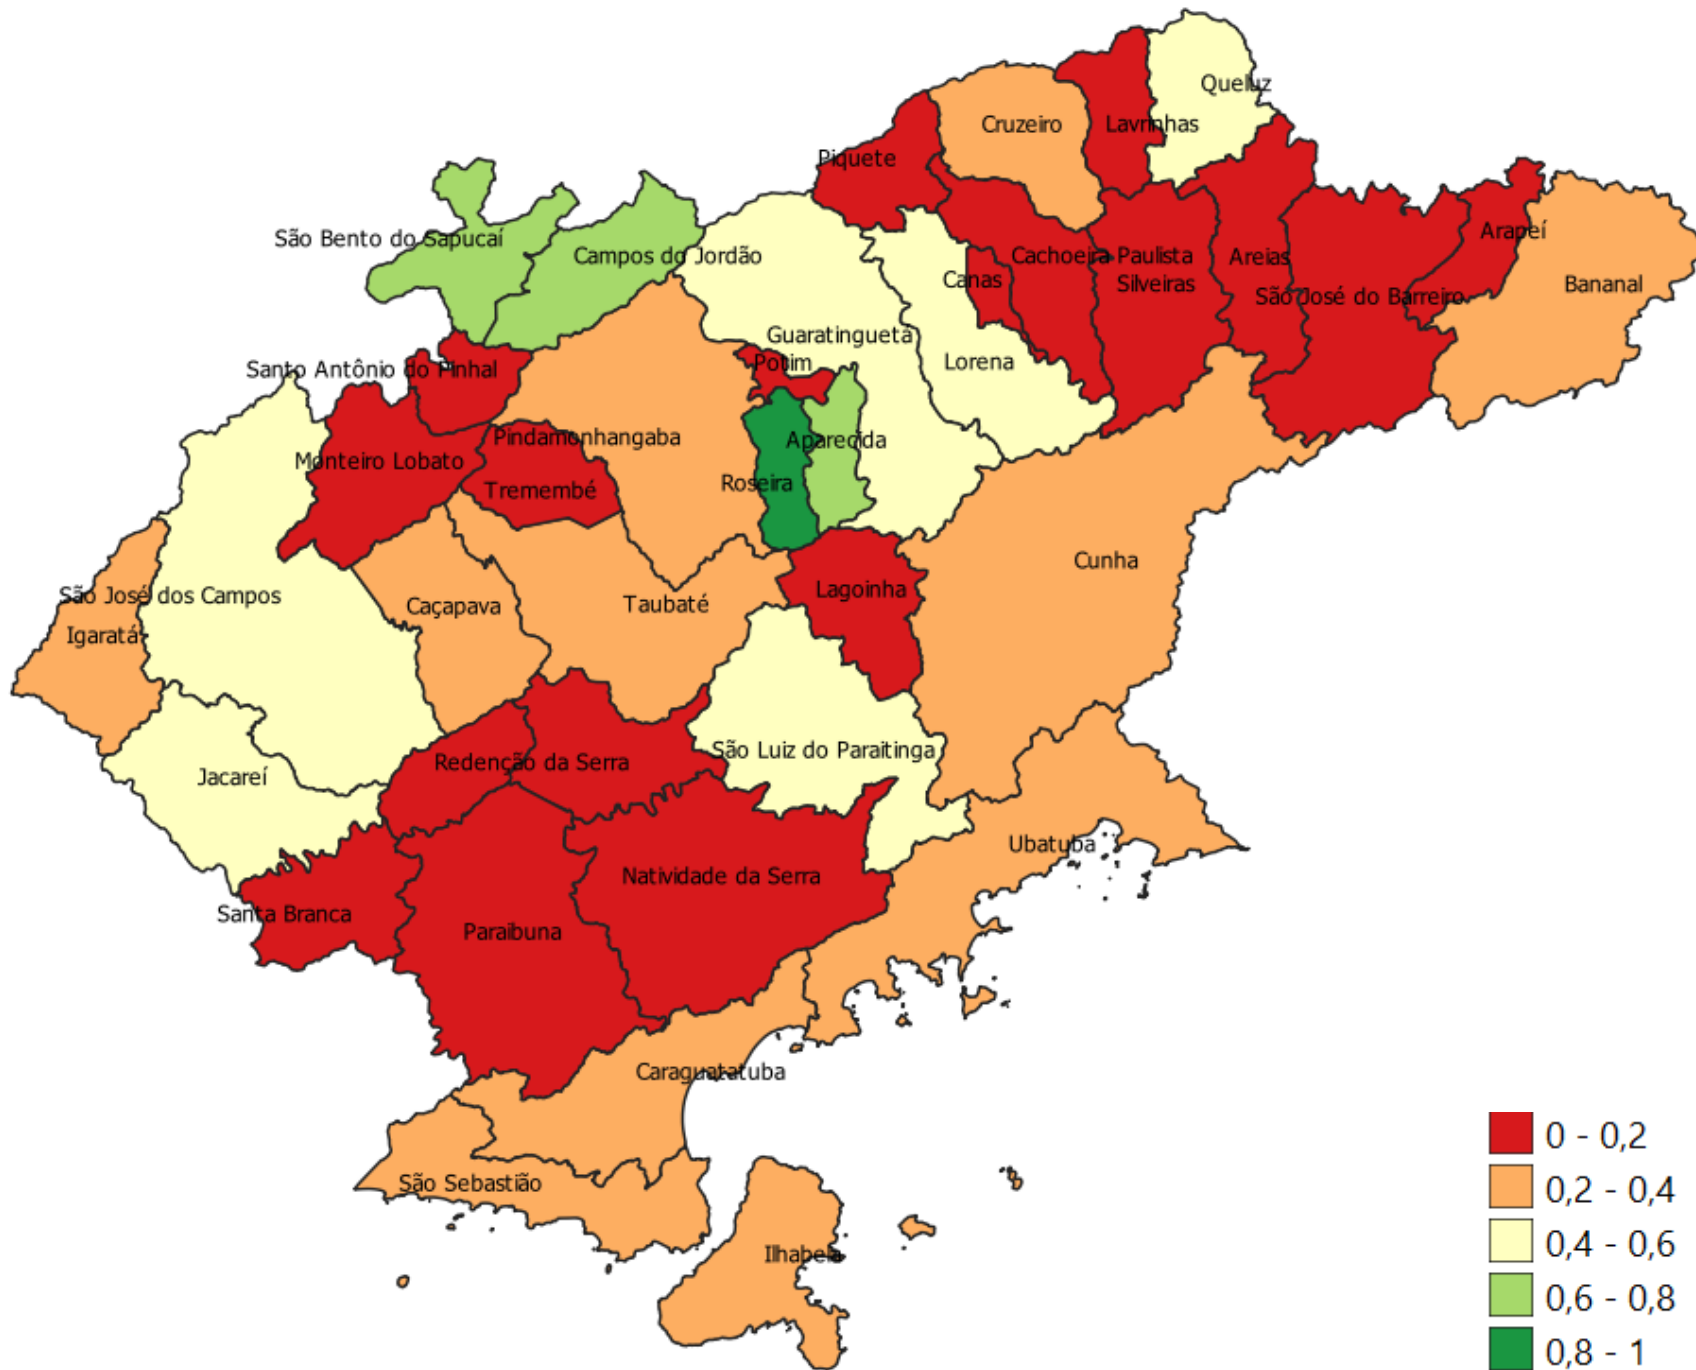 Queluz
Cruzeiro
Lavrinhas
Piquete
Arapeí
São Bento do Sapucaí
Campos do Jordão
Cachoeira Paulista
Areias
Canas
Silveiras
Bananal
São José do Barreiro
Guaratinguetá
Potim
Lorena
Santo Antônio do Pinhal
Pindamonhangaba
Aparecida
Monteiro Lobato
Tremembé
Roseira
Cunha
Lagoinha
São José dos Campos
Caçapava
Taubaté
Igaratá
São Luiz do Paraitinga
Redenção da Serra
Jacareí
Ubatuba
Natividade da Serra
Santa Branca
Paraibuna
Caraguatatuba
São Sebastião
Ilhabela
0 - 0,2
0,2 - 0,4
0,4 - 0,6
0,6 - 0,8
0,8 - 1